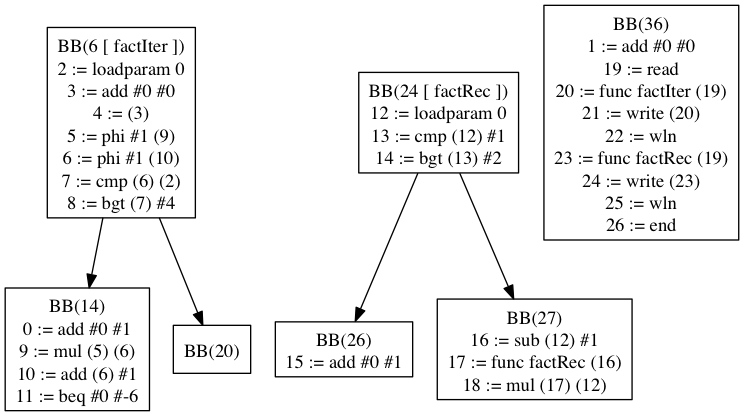 BB(6 [ factIter ])
2 := loadparam 0
3 := add #0 #0
4 := (3)
5 := phi #1 (9)
6 := phi #1 (10)
7 := cmp (6) (2)
8 := bgt (7) #4
BB(14)
0 := add #0 #1
9 := mul (5) (6)
10 := add (6) #1
11 := beq #0 #-6
BB(20)
BB(24 [ factRec ])
12 := loadparam 0
13 := cmp (12) #1
14 := bgt (13) #2
BB(26)
15 := add #0 #1
BB(27)
16 := sub (12) #1
17 := func factRec (16)
18 := mul (17) (12)
BB(36)
1 := add #0 #0
19 := read
20 := func factIter (19)
21 := write (20)
22 := wln
23 := func factRec (19)
24 := write (23)
25 := wln
26 := end